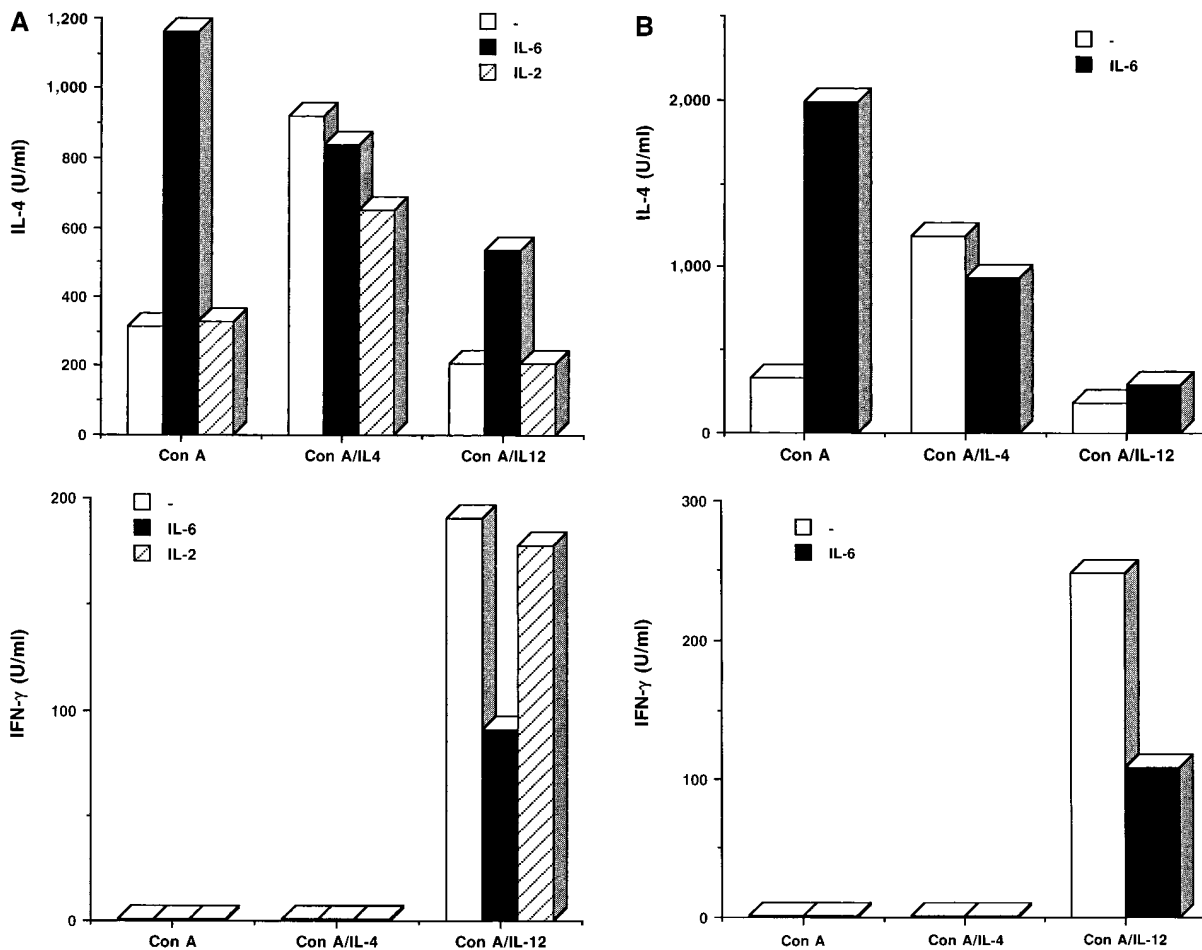 A
-
IL-6
IL-2
IL-4 (U/ml)
1,200
1,000
800
600
400
200
0
Con A
Con A/IL4
Con A/IL12
B
-
IL-6
IL-4 (U/ml)
2,000
1,000
0
Con A
Con A/IL-4
Con A/IL-12
-
IL-6
IL-2
IFN-γ (U/ml)
200
100
0
Con A
Con A/IL-4
Con A/IL-12
-
IL-6
IFN-γ (U/ml)
300
200
100
0
Con A
Con A/IL-4
Con A/IL-12